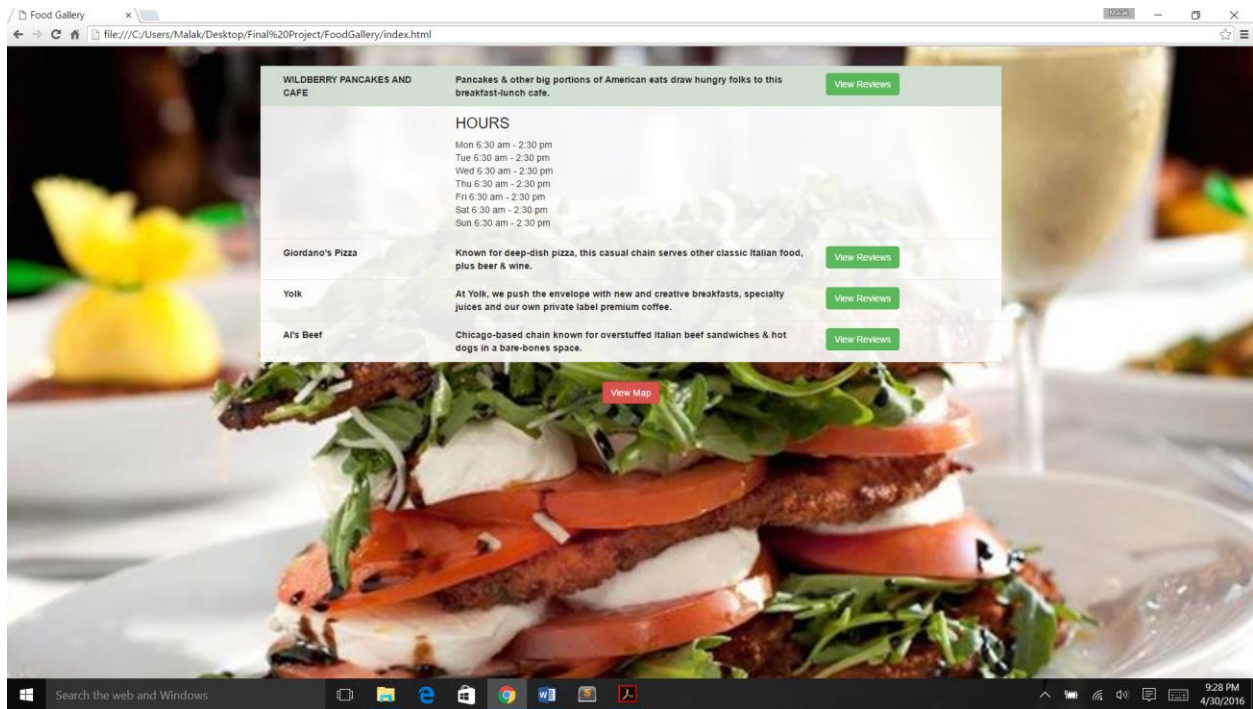 Food Gallery
Malak
file:///C:/Users/Malak/Desktop/Final%20Project/FoodGallery/index.html
WILDBERRY PANCAKES AND
CAFE
Pancakes & other big portions of American eats draw hungry folks to this
breakfast-lunch cafe.
View Reviews
HOURS
Mon 6:30 am - 2:30 pm
Tue 6:30 am - 2:30 pm
Wed 6:30 am - 2:30 pm
Thu 6:30 am - 2:30 pm
Fri 6:30 am - 2:30 pm
Sat 6:30 am - 2:30 pm
Sun 6:30 am - 2:30 pm
Giordano's Pizza
Known for deep-dish pizza, this casual chain serves other classic Italian food,
plus beer & wine.
View Reviews
Yolk
At Yolk, we push the envelope with new and creative breakfasts, specialty
juices and our own private label premium coffee.
View Reviews
Al's Beef
Chicago-based chain known for overstuffed Italian beef sandwiches & hot
dogs in a bare-bones space.
View Reviews
View Map
Search the web and Windows
9:28 PM
4/30/2016